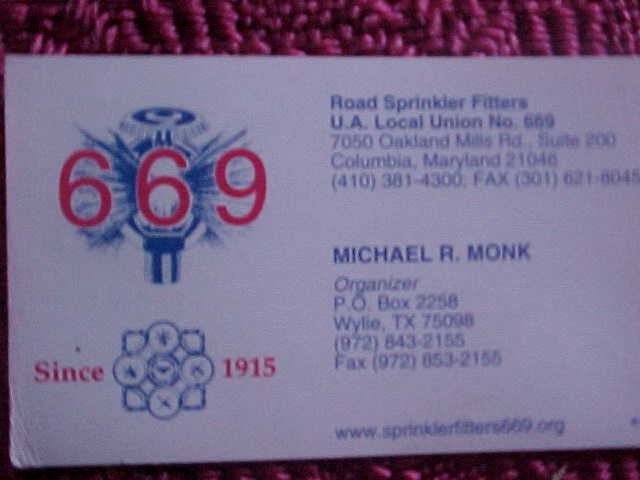 669
Since 1915
Road Sprinkler Fitters
U.A. Local Union No. 669
7050 Oakland Mills Rd., Suite 200
Columbia, Maryland 21046
(410) 381-4300; FAX (301) 621-8045
MICHAEL R. MONK
Organizer
P.O. Box 2258
Wylie, TX 75098
(972) 843-2155
Fax (972) 853-2155
www.sprinklerfitters669.org